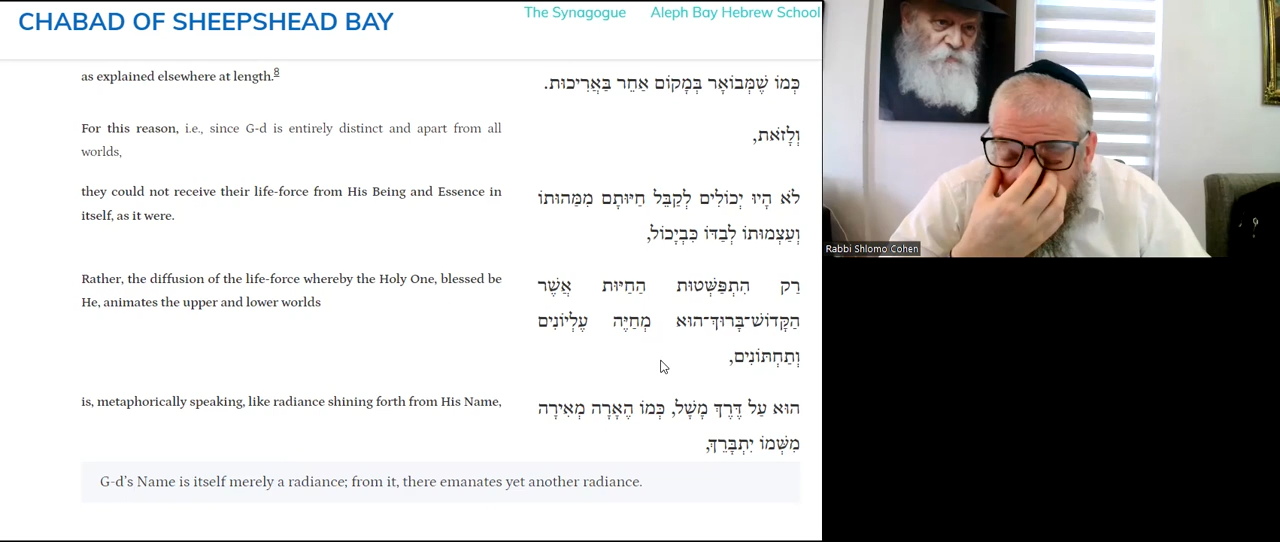 CHABAD OF SHEEPSHEAD BAY
The Synagogue
Aleph Bay Hebrew School
as explained elsewhere at length.8
כְּמוֹ שֶׁמְּבוֹאָר בְּמָקוֹם אַחֵר בַּאֲרִיכוּת.
For this reason, i.e., since G-d is entirely distinct and apart from all
worlds,
וְלָזֹאת,
they could not receive their life-force from His Being and Essence in
itself, as it were.
לֹא הָיוּ יְכוֹלִים לְקַבֵּל חַיּוּתָם מִמַּהוּתוֹ
וְעַצְמוּתוֹ לְבַדּוֹ כִּבְיָכוֹל,
Rather, the diffusion of the life-force whereby the Holy One, blessed be
He, animates the upper and lower worlds
רַק הִתְפַּשְּׁטוּת הַחַיּוּת אֲשֶׁר
הַקָּדוֹשׁ־בָּרוּךְ־הוּא מְחַיֶּה עֶלְיוֹנִים
וְתַחְתּוֹנִים,
is, metaphorically speaking, like radiance shining forth from His Name,
הוּא עַל דֶּרֶךְ מָשָׁל, כְּמוֹ הֶאָרָה מְאִירָה
מִשְּׁמוֹ יִתְבָּרֵךְ,
G-d's Name is itself merely a radiance; from it, there emanates yet another radiance.
Rabbi Shlomo Cohen